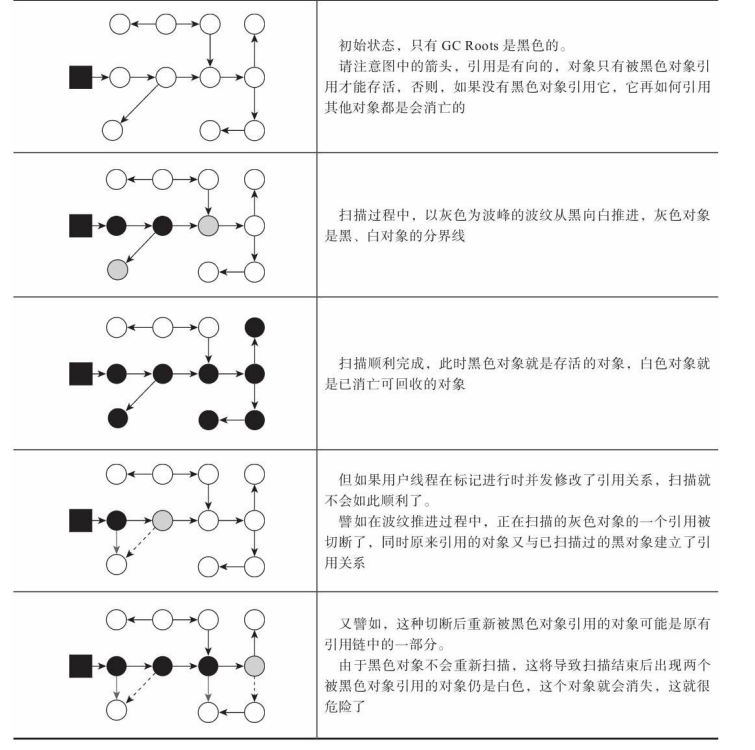 初始状态，只有 GC Roots 是黑色的。
请注意图中的箭头，引用是有向的，对象只有被黑色对象引
用才能存活，否则，如果没有黑色对象引用它，它再如何引用
其他对象都是会消亡的
扫描过程中，以灰色为波峰的波纹从黑向白推进，灰色对象
是黑、白对象的分界线
扫描顺利完成，此时黑色对象就是存活的对象，白色对象就
是已消亡可回收的对象
但如果用户线程在标记进行时并发修改了引用关系，扫描就
不会如此顺利了。
譬如在波纹推进过程中，正在扫描的灰色对象的一个引用被
切断了，同时原来引用的对象又与已扫描过的黑对象建立了引
用关系
又譬如，这种切断后重新被黑色对象引用的对象可能是原有
引用链中的一部分。
由于黑色对象不会重新扫描，这将导致扫描结束后出现两个
被黑色对象引用的对象仍是白色，这个对象就会消失，这就很
危险了